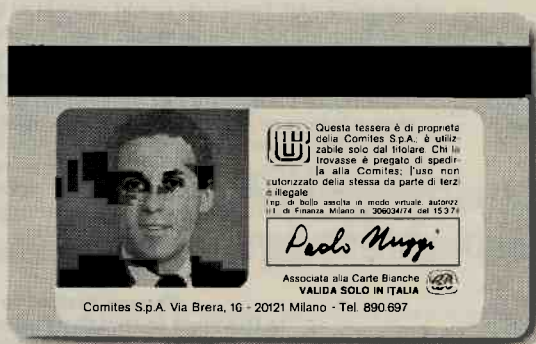 Questa tessera è di proprietà
della Comites S.p.A., è utiliz-
zabile solo dal titolare. Chi la
trovasse è pregato di spedir-
la alla Comites; l'uso non
autorizzato della stessa da parte di terzi
è illegale
Imp. di bollo assolta in modo virtuale. autorizz
di Finanza Milano n. 306034/74 del 15.3.74
Paolo Nuggi
Associata alla Carte Blanche
VALIDA SOLO IN ITALIA
Comites S.p.A. Via Brera, 16 - 20121 Milano - Tel. 890.697